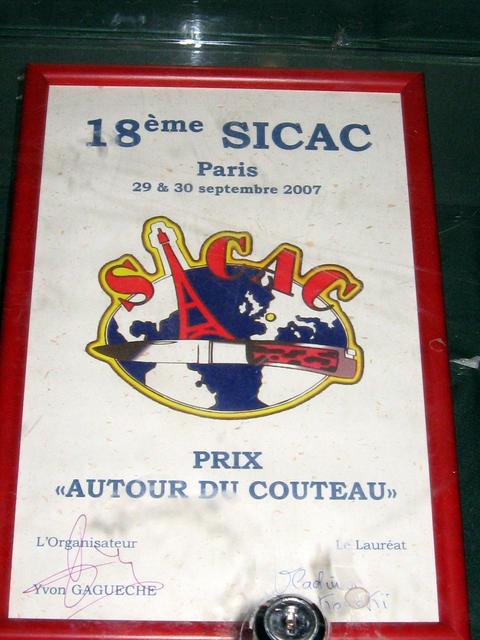 18ème SICAC
Paris
29 & 30 septembre 2007
SICAC
PRIX
«AUTOUR DU COUTEAU»
L'Organisateur
Le Lauréat
Yvon GAGUECHE